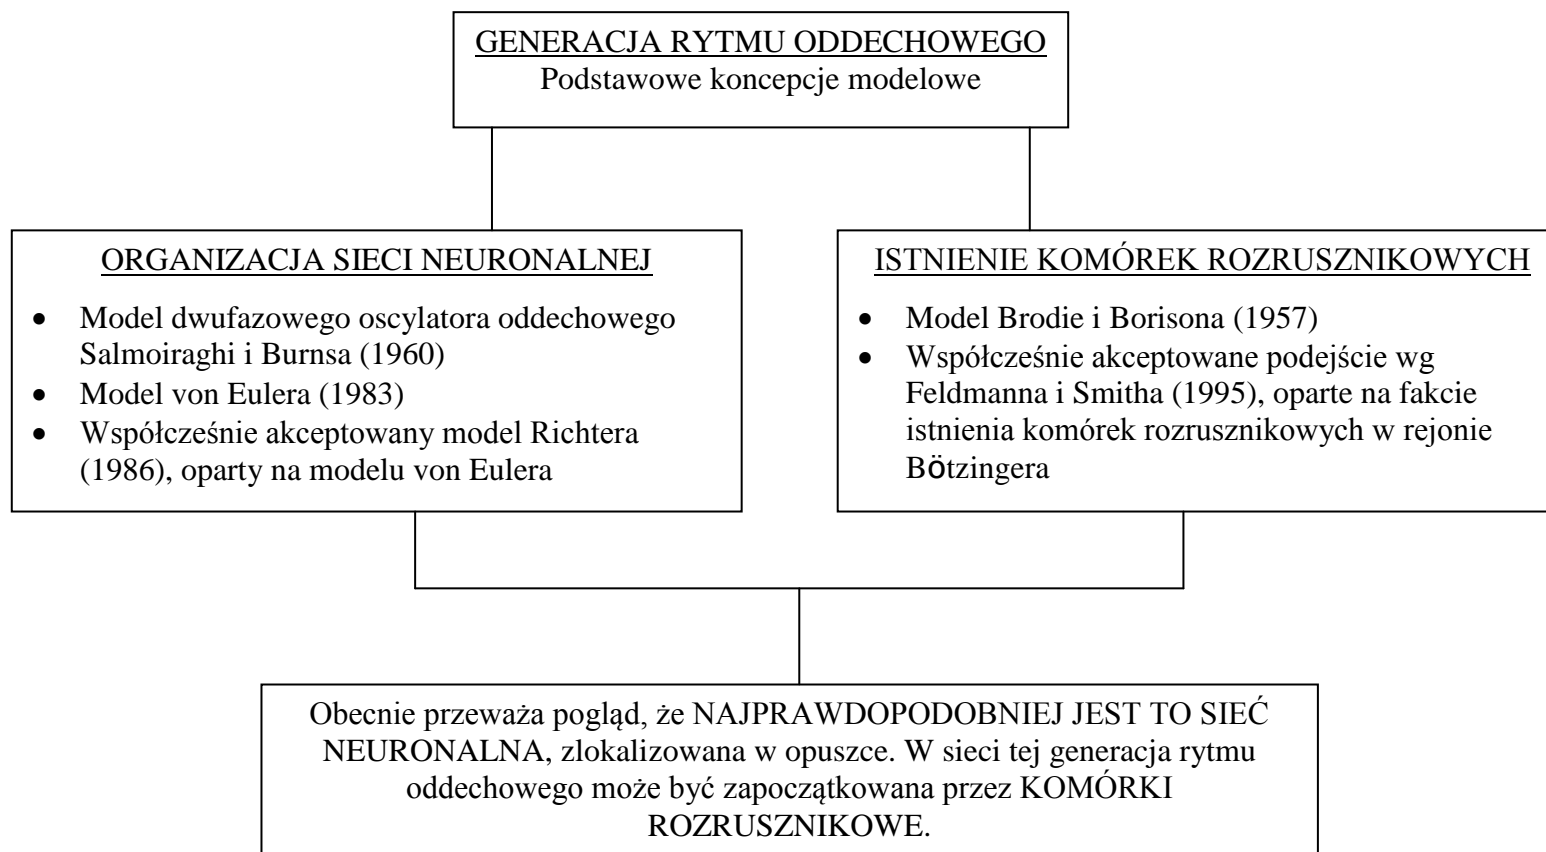 GENERACJA RYTMU ODDECHOWEGO
Podstawowe koncepcje modelowe
ORGANIZACJA SIECI NEURONALNEJ
• Model dwufazowego oscylatora oddechowego
Salmoiraghi i Burnsa (1960)
• Model von Eulera (1983)
• Współcześnie akceptowany model Richtera
(1986), oparty na modelu von Eulera
ISTNIENIE KOMÓREK ROZRUSZNIKOWYCH
• Model Brodie i Borisona (1957)
• Współcześnie akceptowane podejście wg
Feldmanna i Smitha (1995), oparte na fakcie
istnienia komórek rozrusznikowych w rejonie
Bötzingera
Obecnie przeważa pogląd, że NAJPRAWDOPODOBNIEJ JEST TO SIEĆ
NEURONALNA, zlokalizowana w opuszce. W sieci tej generacja rytmu
oddechowego może być zapoczątkowana przez KOMÓRKI
ROZRUSZNIKOWE.